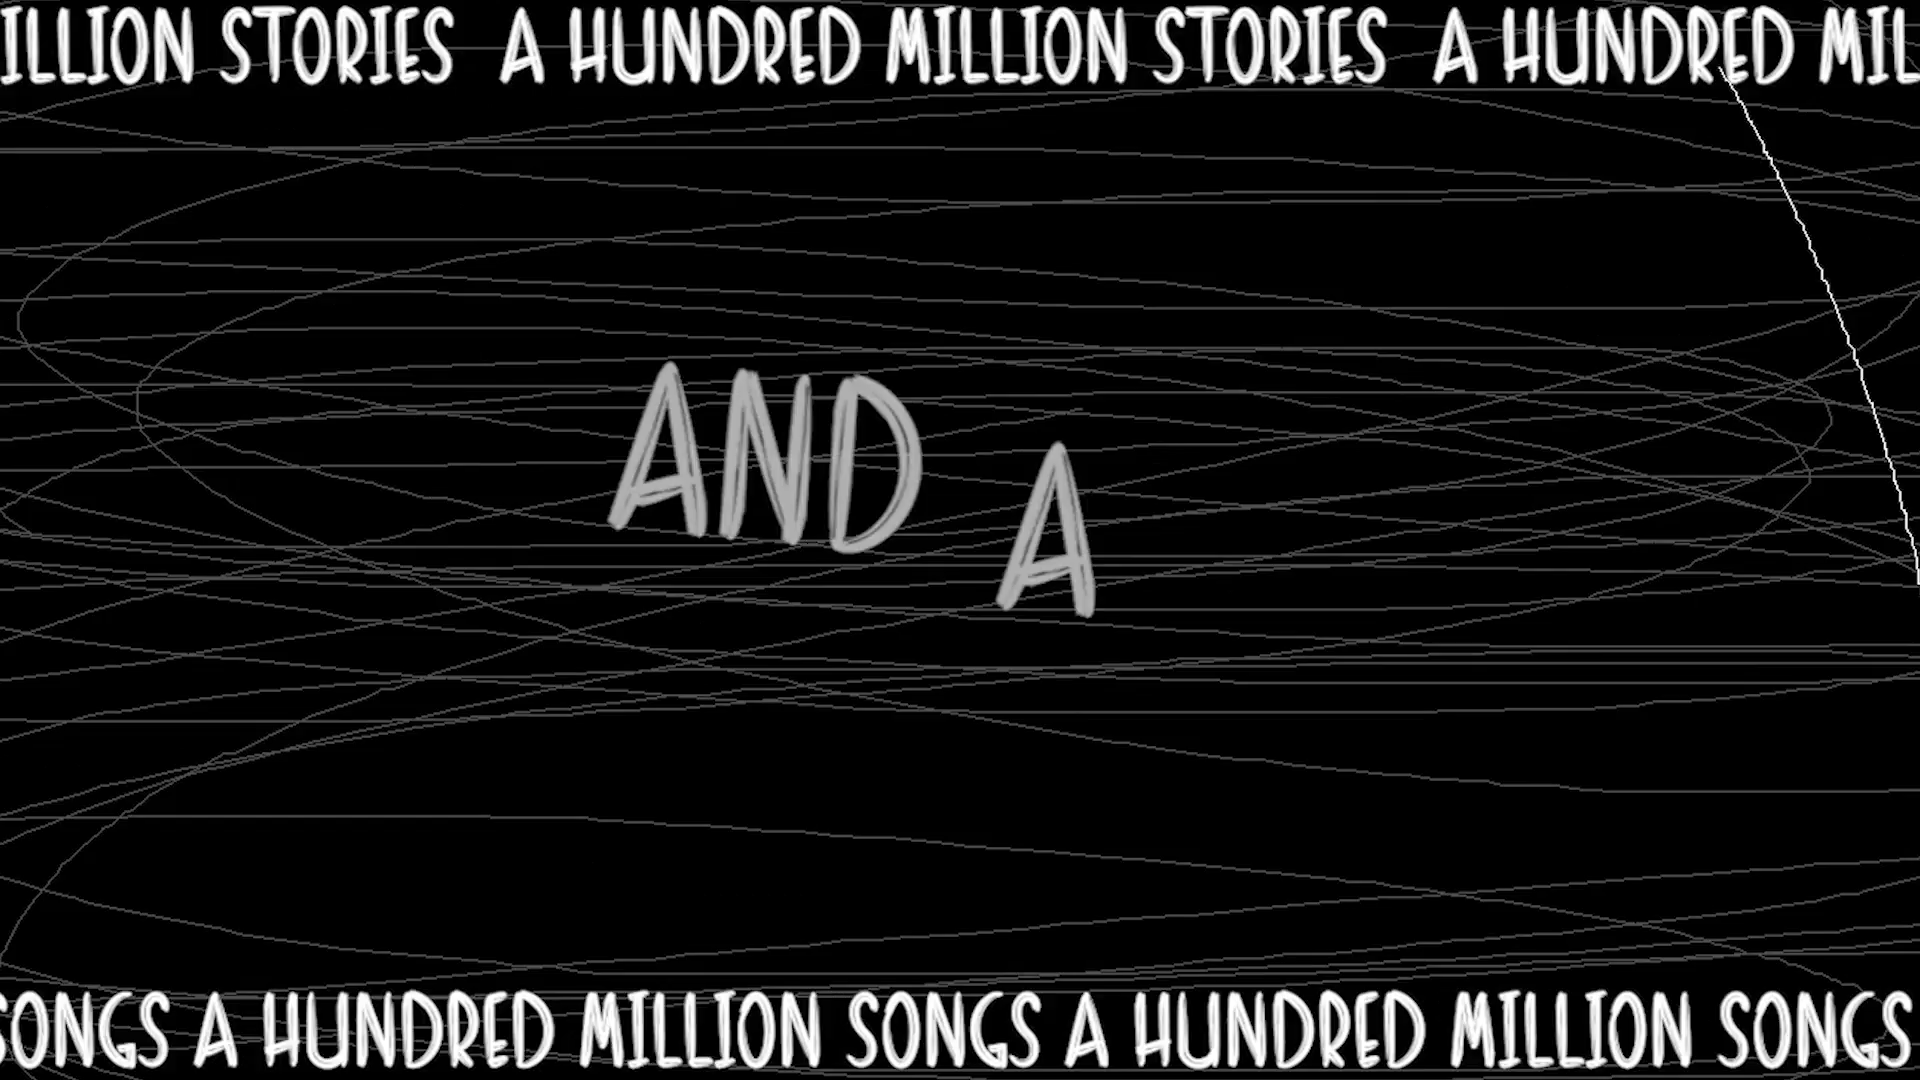 ILLION STORIES A HUNDRED MILLION STORIES A HUNDRED MIL
AND A
SONGS A HUNDRED MILLION SONGS A HUNDRED MILLION SONGS